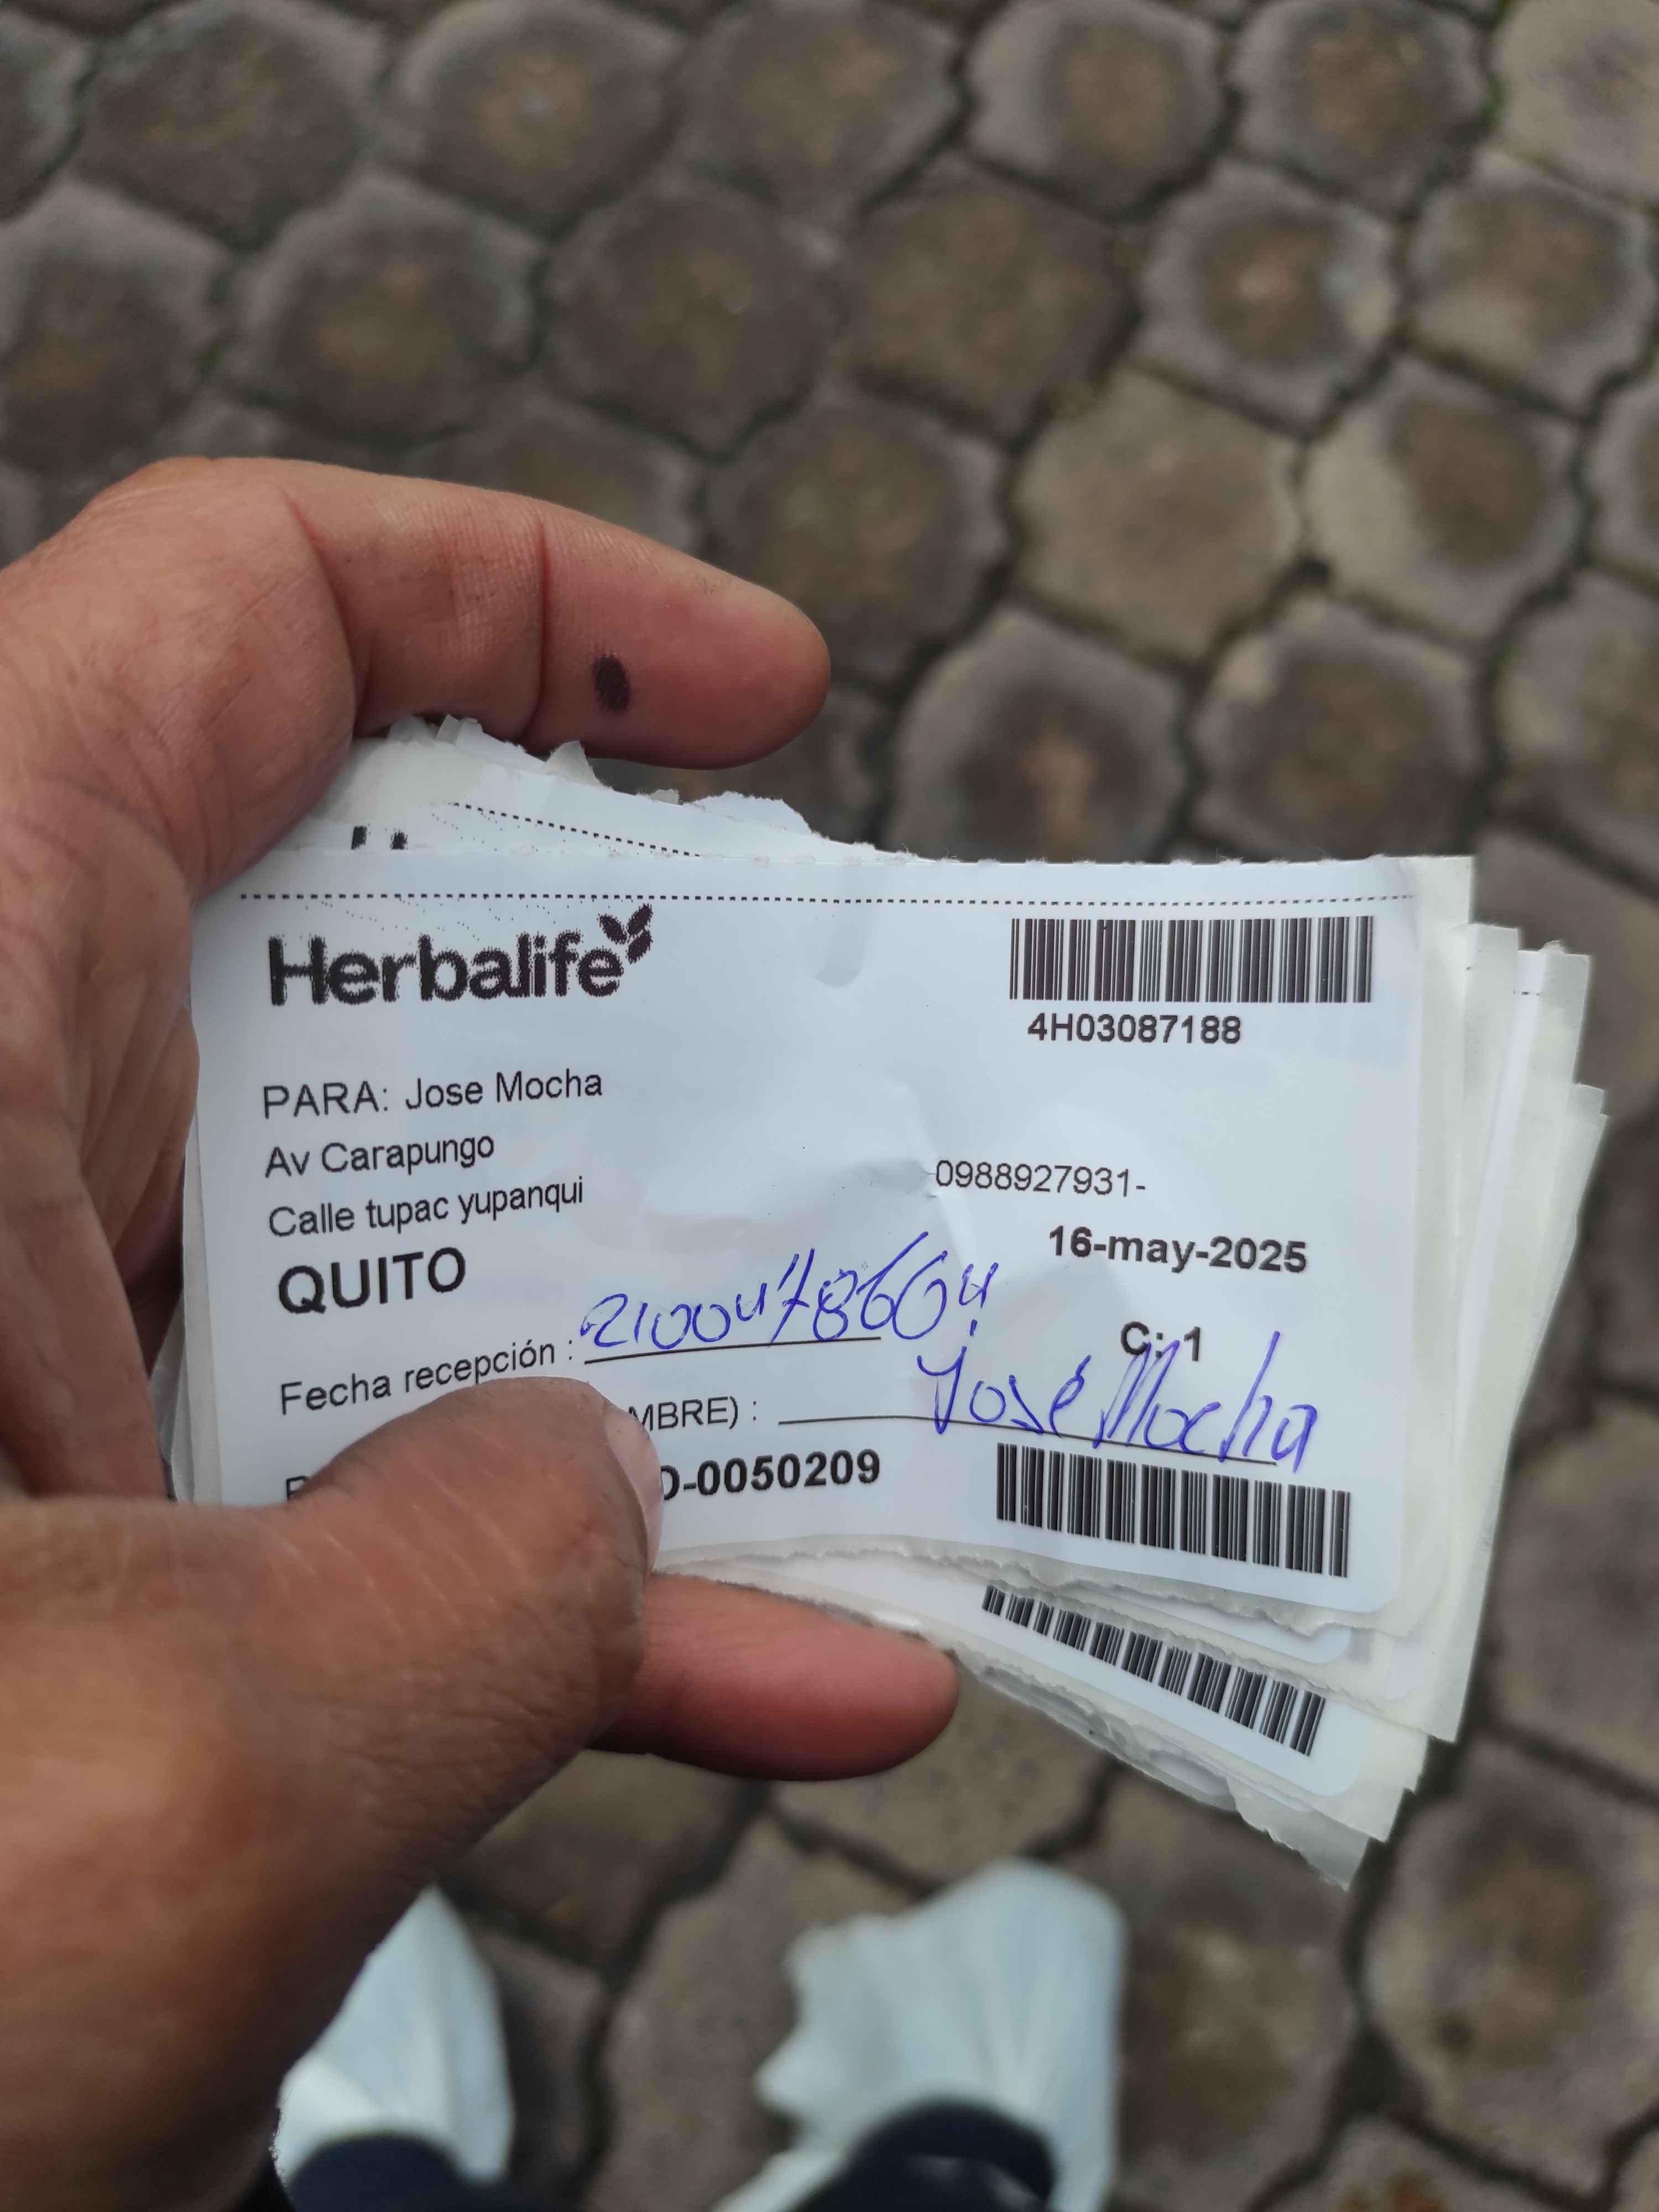 Herbalife
4H03087188
PARA: Jose Mocha
Av Carapungo
0988927931-
Calle tupac yupanqui
16-may-2025
QUITO
C: 1
Fecha recepción : 2100478664
MBRE) : José Mocha
-0050209